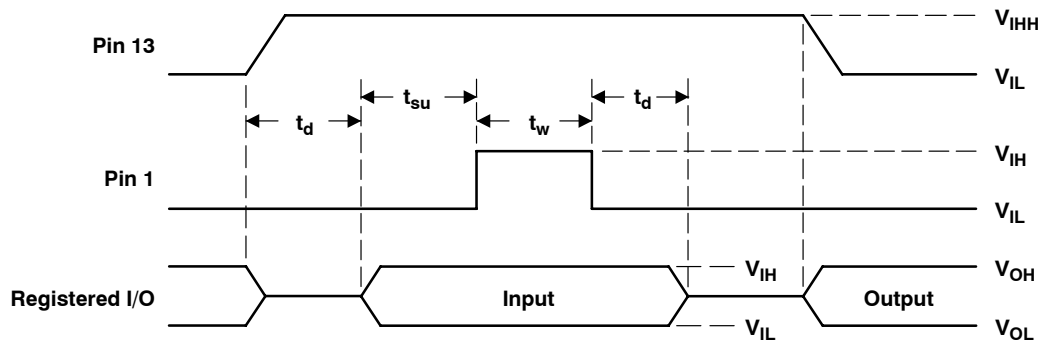 V_IHH
Pin 13
V_IL
t_d
t_su
t_w
t_d
V_IH
Pin 1
V_IL
V_IH
V_OH
Registered I/O
Input
Output
V_IL
V_OL